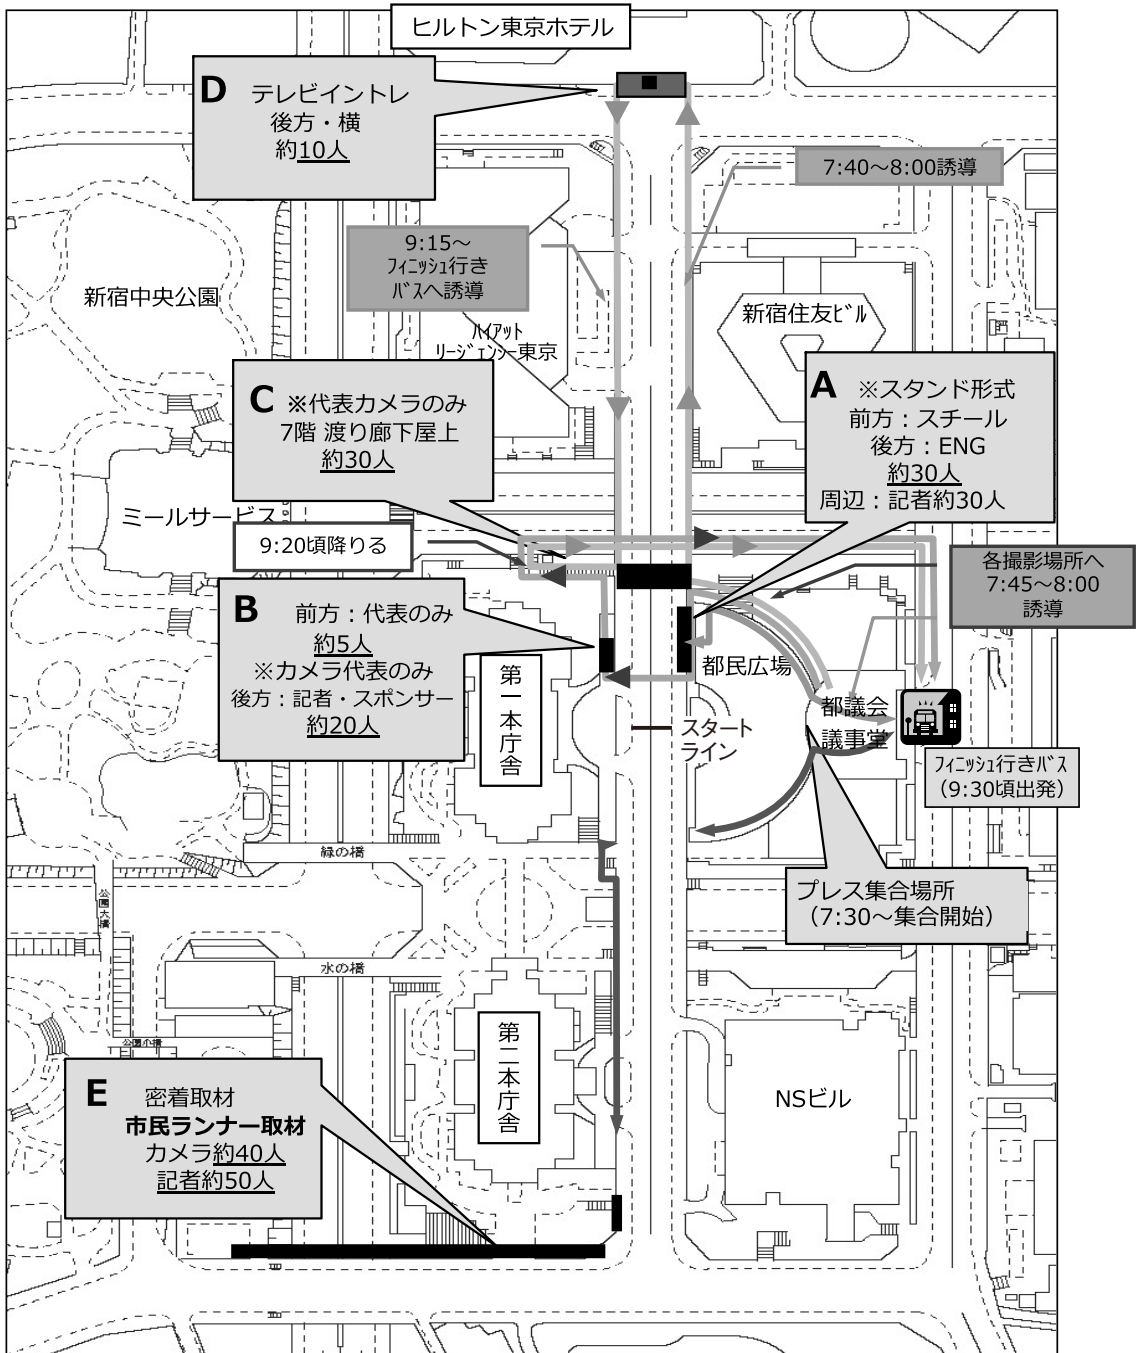 ヒルトン東京ホテル
D テレビイントレ
後方・横
約10人
7:40～8:00誘導
9:15～
ﾌｨﾆｯｼｭ行き
ﾊﾞｽへ誘導
新宿中央公園
新宿住友ﾋﾞﾙ
ﾊｲｱｯﾄ
ﾘｰｼﾞｪﾝｼｰ東京
C ※代表カメラのみ
7階 渡り廊下屋上
約30人
A ※スタンド形式
前方：スチール
後方：ENG
約30人
周辺：記者約30人
ミールサービス
9:20頃降りる
各撮影場所へ
7:45～8:00
誘導
B 前方：代表のみ
約5人
※カメラ代表のみ
後方：記者・スポンサー
約20人
第一本庁舎
都民広場
都議会
議事堂
スタート
ライン
ﾌｨﾆｯｼｭ行きﾊﾞｽ
（9:30頃出発）
緑の橋
プレス集合場所
（7:30～集合開始）
公園大橋
水の橋
公園小橋
第二本庁舎
NSビル
E 密着取材
市民ランナー取材
カメラ約40人
記者約50人